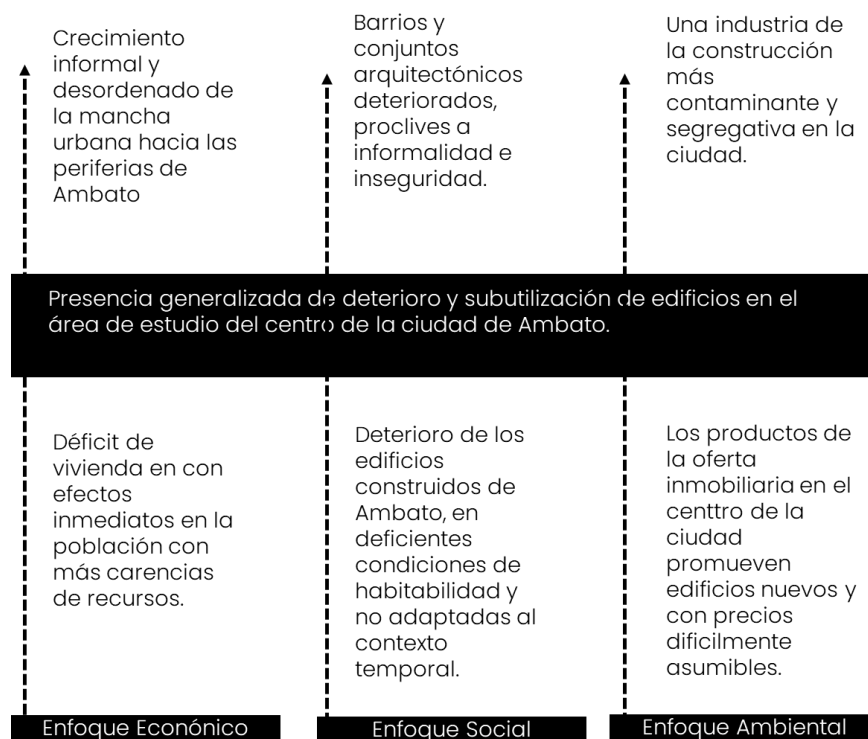 Crecimiento
informal y
desordenado de
la mancha
urbana hacia las
periferias de
Ambato
Barrios y
conjuntos
arquitectónicos
deteriorados,
proclives a
informalidad e
inseguridad.
Una industria de
la construcción
más
contaminante y
segregativa en la
ciudad.
Presencia generalizada de deterioro y subutilización de edificios en el
área de estudio del centro de la ciudad de Ambato.
Déficit de
vivienda en con
efectos
inmediatos en la
población con
más carencias
de recursos.
Deterioro de los
edificios
construidos de
Ambato, en
deficientes
condiciones de
habitabilidad y
no adaptadas al
contexto
temporal.
Los productos de
la oferta
inmobiliaria en el
centtro de la
ciudad
promueven
edificios nuevos y
con precios
dificilmente
asumibles.
Enfoque Econónico
Enfoque Social
Enfoque Ambiental